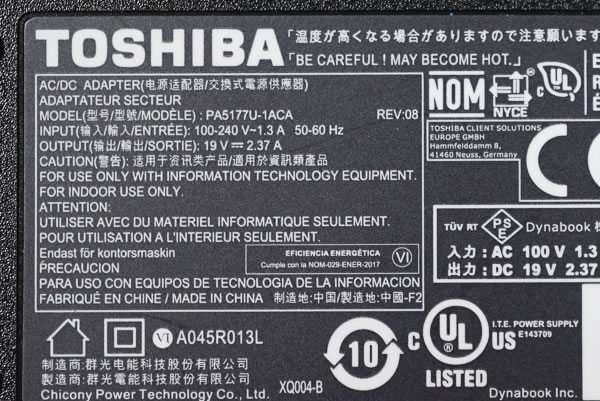 TOSHIBA
「温度が高くなる場合がありますので注意願います
「BE CAREFUL ! MAY BECOME HOT.」
AC/DC ADAPTER(电源适配器/交換式電源供應器)
ADAPTATEUR SECTEUR
MODEL(型号/型號/MODÈLE) : PA5177U-1ACA REV:08
INPUT(输入/輸入/ENTRÉE): 100-240 V~1.3 A 50-60 Hz
OUTPUT(输出/輸出/SORTIE): 19 V ⎓ 2.37 A
CAUTION(警告): 适用于资讯类产品/適用於資訊類產品
FOR USE ONLY WITH INFORMATION TECHNOLOGY EQUIPMENT.
FOR INDOOR USE ONLY.
ATTENTION;
UTILISER AVEC DU MATERIEL INFORMATIQUE SEULEMENT.
POUR UTILISATION A L'INTERIEUR SEULEMENT.
Endast för kontorsmaskin
PRECAUCION
EFICIENCIA ENERGÉTICA
Cumple con la NOM-029-ENER-2017
VI
PARA USO CON EQUIPOS DE TECNOLOGIA DE LA INFORMACION
FABRIQUÉ EN CHINE / MADE IN CHINA 制造地:中国/製造地:中國-F2
NOM
NYCE
C UL
TOSHIBA CLIENT SOLUTIONS
EUROPE GMBH
Hammfelddamm 8,
41460 Neuss, Germany
CE
TÜV RT
PSE
Dynabook 株
入力 : AC 100 V 1.3
出力 : DC 19 V 2.37
VI A045R013L
制造商: 群光电能科技股份有限公司
製造商: 群光電能科技股份有限公司
Chicony Power Technology Co., Ltd.
XQ004-B
10
C UL US
LISTED
I.T.E. POWER SUPPLY
E143709
Dynabook Inc.